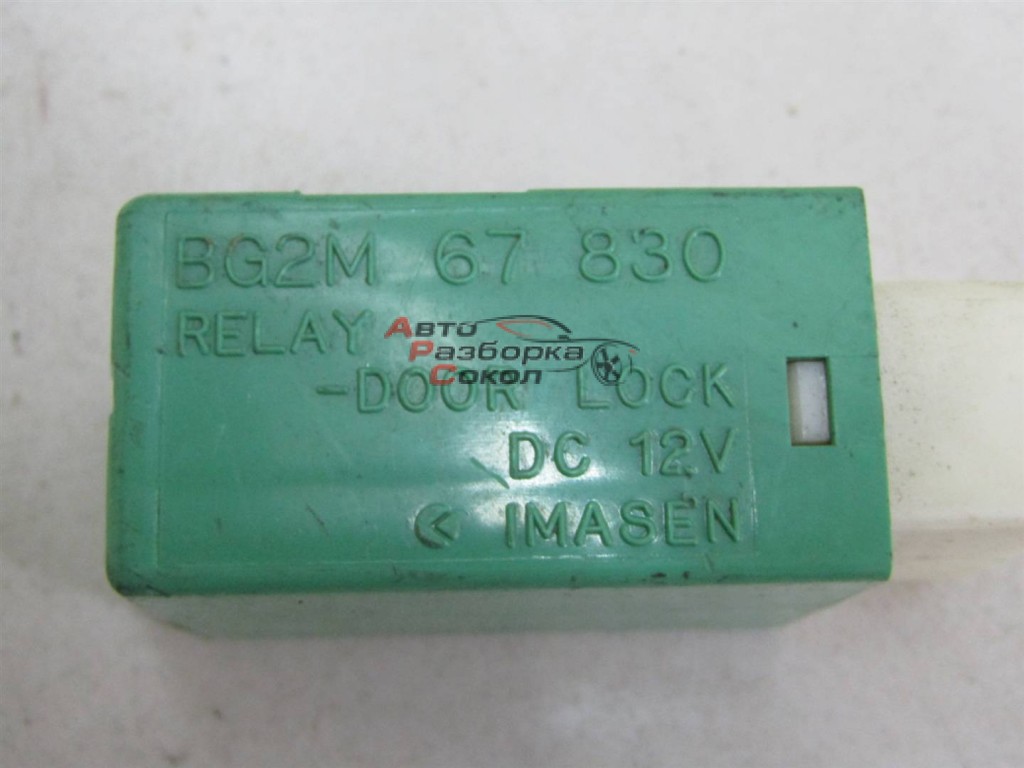 BG2M 67 830
RELAY
-DOOR LOCK
DC 12V
IMASEN
Авто
Разборка
Сокол